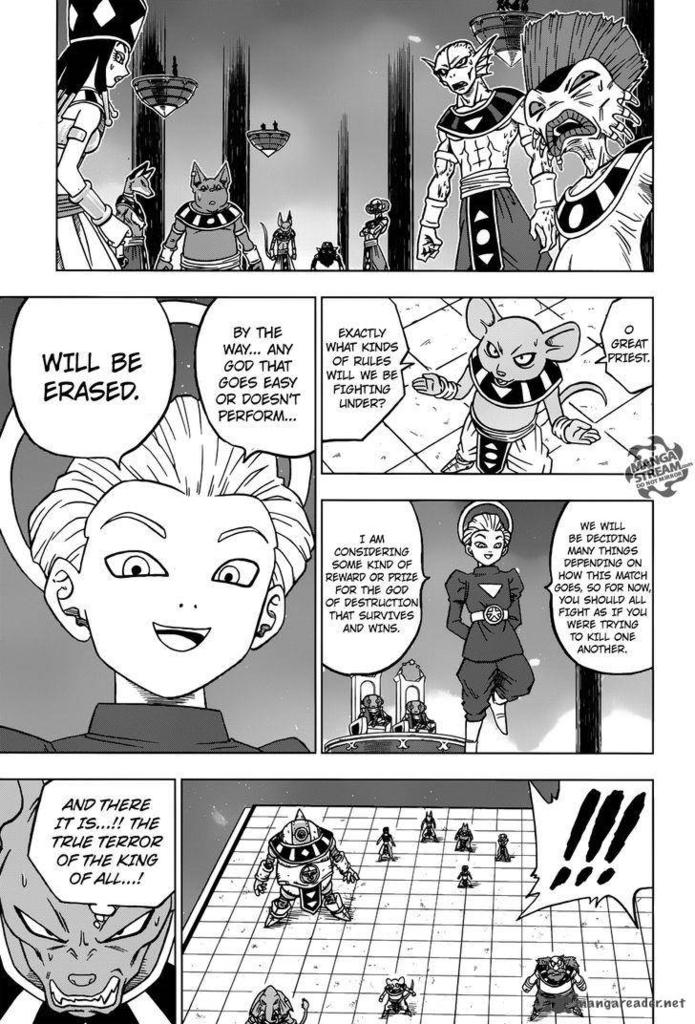 O
GREAT
PRIEST.
EXACTLY
WHAT KINDS
OF RULES
WILL WE BE
FIGHTING
UNDER?
MANGA
STREAM.com
DO NOT MIRROR
WE WILL
BE DECIDING
MANY THINGS
DEPENDING ON
HOW THIS MATCH
GOES, SO FOR NOW,
YOU SHOULD ALL
FIGHT AS IF YOU
WERE TRYING
TO KILL ONE
ANOTHER.
I AM
CONSIDERING
SOME KIND OF
REWARD OR PRIZE
FOR THE GOD
OF DESTRUCTION
THAT SURVIVES
AND WINS.
BY THE
WAY... ANY
GOD THAT
GOES EASY
OR DOESN'T
PERFORM...
WILL BE
ERASED.
!!!
AND THERE
IT IS...!! THE
TRUE TERROR
OF THE KING
OF ALL...!
mangareader.net